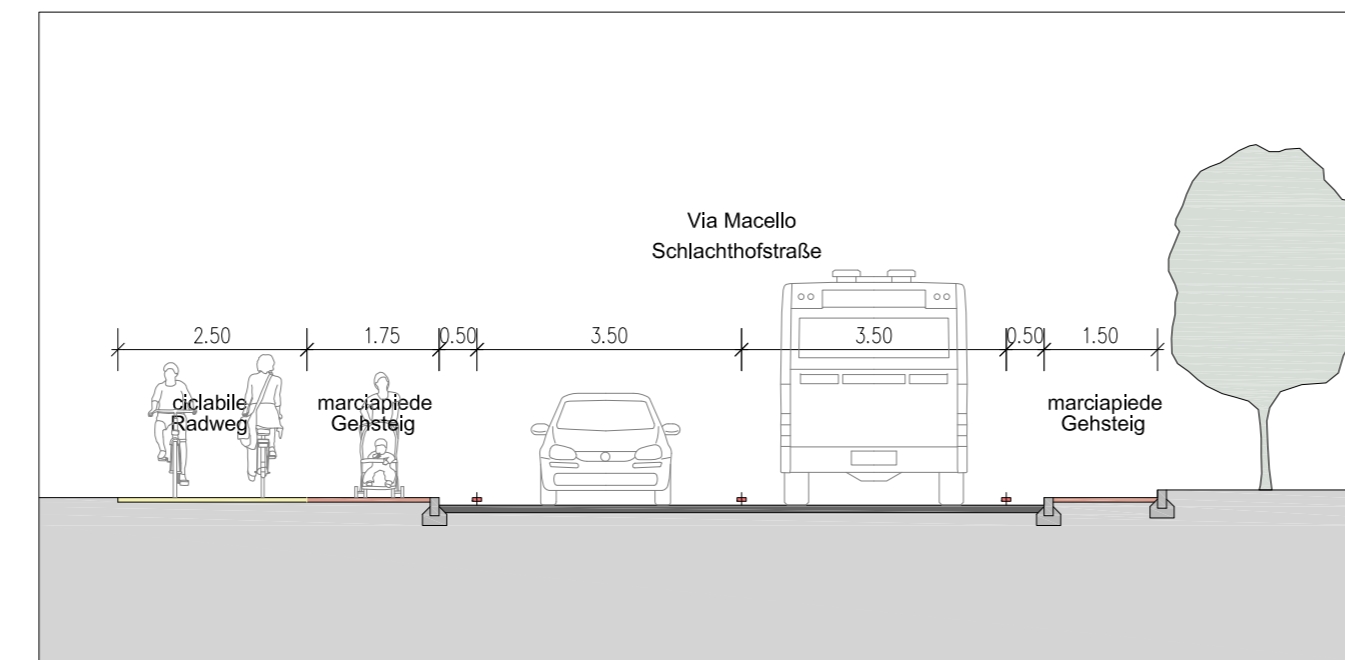 Via Macello
Schlachthofstraße
2.50 1.75 0.50 3.50 3.50 0.50 1.50
ciclabile
Radweg
marciapiede
Gehsteig
marciapiede
Gehsteig